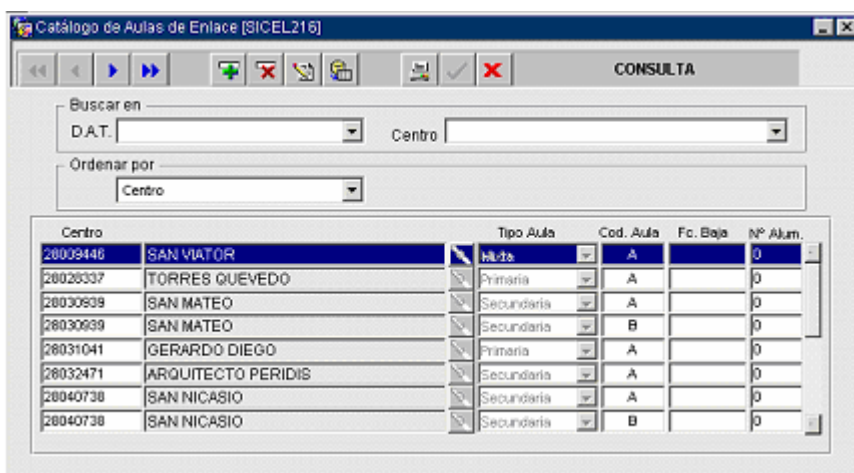 Catálogo de Aulas de Enlace [SICEL216]
CONSULTA
Buscar en
D.A.T. Centro
Ordenar por
Centro
Centro Tipo Aula Cod. Aula Fc. Baja Nº Alum.
28009446 SAN VIATOR Mixta A 0
28028337 TORRES QUEVEDO Primaria A 0
28030939 SAN MATEO Secundaria A 0
28030939 SAN MATEO Secundaria B 0
28031041 GERARDO DIEGO Primaria A 0
28032471 ARQUITECTO PERIDIS Secundaria A 0
28040738 SAN NICASIO Secundaria A 0
28040738 SAN NICASIO Secundaria B 0